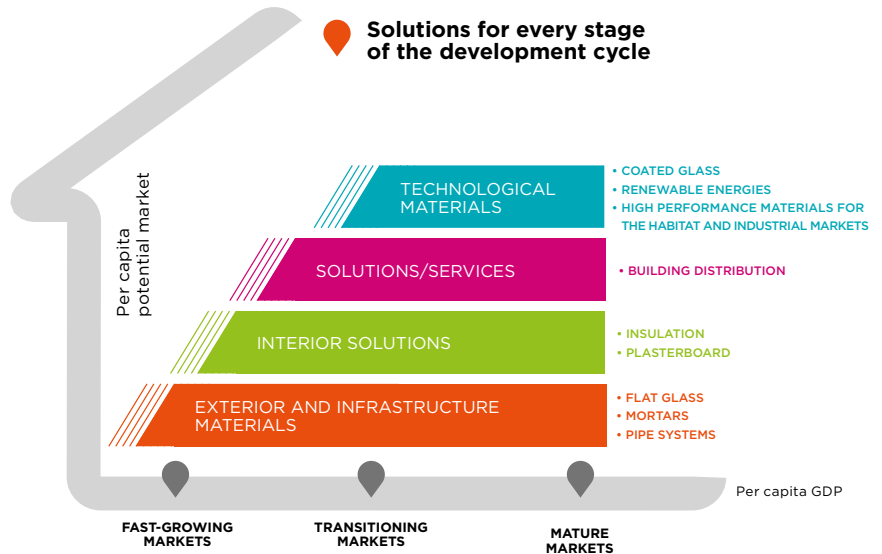 Solutions for every stage
of the development cycle
Per capita
potential market
TECHNOLOGICAL
MATERIALS
• COATED GLASS
• RENEWABLE ENERGIES
• HIGH PERFORMANCE MATERIALS FOR
THE HABITAT AND INDUSTRIAL MARKETS
SOLUTIONS/SERVICES
• BUILDING DISTRIBUTION
INTERIOR SOLUTIONS
• INSULATION
• PLASTERBOARD
EXTERIOR AND INFRASTRUCTURE
MATERIALS
• FLAT GLASS
• MORTARS
• PIPE SYSTEMS
Per capita GDP
FAST-GROWING
MARKETS
TRANSITIONING
MARKETS
MATURE
MARKETS